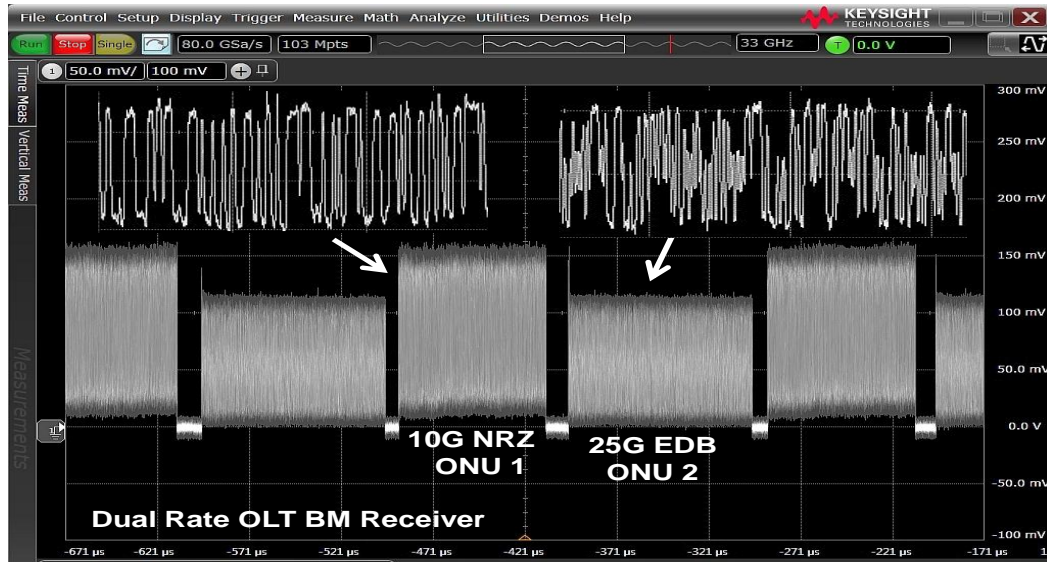 File Control Setup Display Trigger Measure Math Analyze Utilities Demos Help
KEYSIGHT
TECHNOLOGIES
Run Stop Single 80.0 GSa/s 103 Mpts 33 GHz T 0.0 V
1 50.0 mV/ 100 mV
Time Meas
Vertical Meas
Measurements
300 mV
250 mV
200 mV
150 mV
100 mV
50.0 mV
0.0 V
-50.0 mV
-100 mV
10G NRZ
ONU 1
25G EDB
ONU 2
Dual Rate OLT BM Receiver
-671 µs -621 µs -571 µs -521 µs -471 µs -421 µs -371 µs -321 µs -271 µs -221 µs -171 µs 1